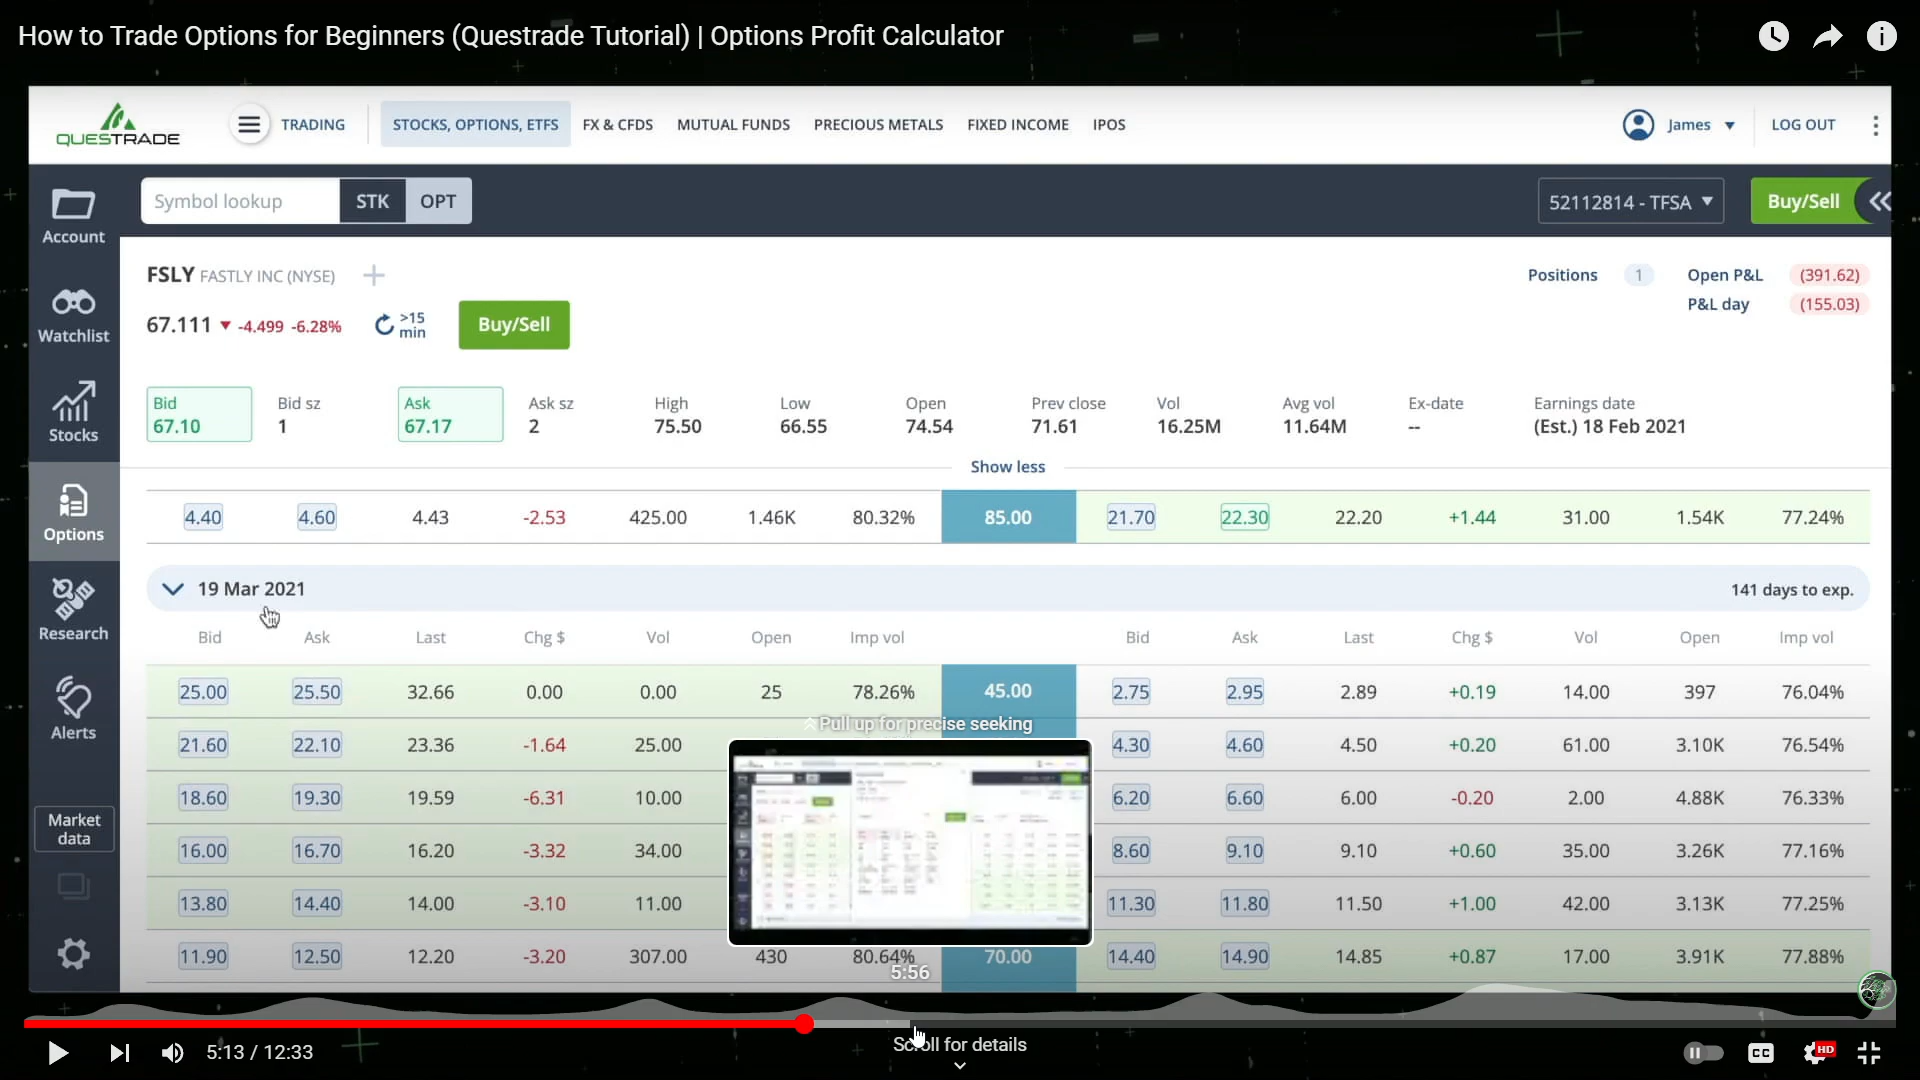 How to Trade Options for Beginners (Questrade Tutorial) | Options Profit Calculator
QUESTRADE TRADING STOCKS, OPTIONS, ETFS FX & CFDS MUTUAL FUNDS PRECIOUS METALS FIXED INCOME IPOS James LOG OUT
Symbol lookup STK OPT 52112814 - TFSA Buy/Sell
Account
Watchlist
Stocks
Options
Research
Alerts
Market
data
FSLY FASTLY INC (NYSE) Positions 1 Open P&L (391.62)
P&L day (155.03)
67.111 -4.499 -6.28% >15
min
Buy/Sell
Bid Bid sz Ask Ask sz High Low Open Prev close Vol Avg vol Ex-date Earnings date
67.10 1 67.17 2 75.50 66.55 74.54 71.61 16.25M 11.64M -- (Est.) 18 Feb 2021
Show less
4.40 4.60 4.43 -2.53 425.00 1.46K 80.32% 85.00 21.70 22.30 22.20 +1.44 31.00 1.54K 77.24%
19 Mar 2021 141 days to exp.
Bid Ask Last Chg $ Vol Open Imp vol Bid Ask Last Chg $ Vol Open Imp vol
25.00 25.50 32.66 0.00 0.00 25 78.26% 45.00 2.75 2.95 2.89 +0.19 14.00 397 76.04%
Pull up for precise seeking
21.60 22.10 23.36 -1.64 25.00 4.30 4.60 4.50 +0.20 61.00 3.10K 76.54%
18.60 19.30 19.59 -6.31 10.00 6.20 6.60 6.00 -0.20 2.00 4.88K 76.33%
16.00 16.70 16.20 -3.32 34.00 8.60 9.10 9.10 +0.60 35.00 3.26K 77.16%
13.80 14.40 14.00 -3.10 11.00 11.30 11.80 11.50 +1.00 42.00 3.13K 77.25%
11.90 12.50 12.20 -3.20 307.00 430 80.64% 70.00 14.40 14.90 14.85 +0.87 17.00 3.91K 77.88%
5:56
5:13 / 12:33 Scroll for details CC HD